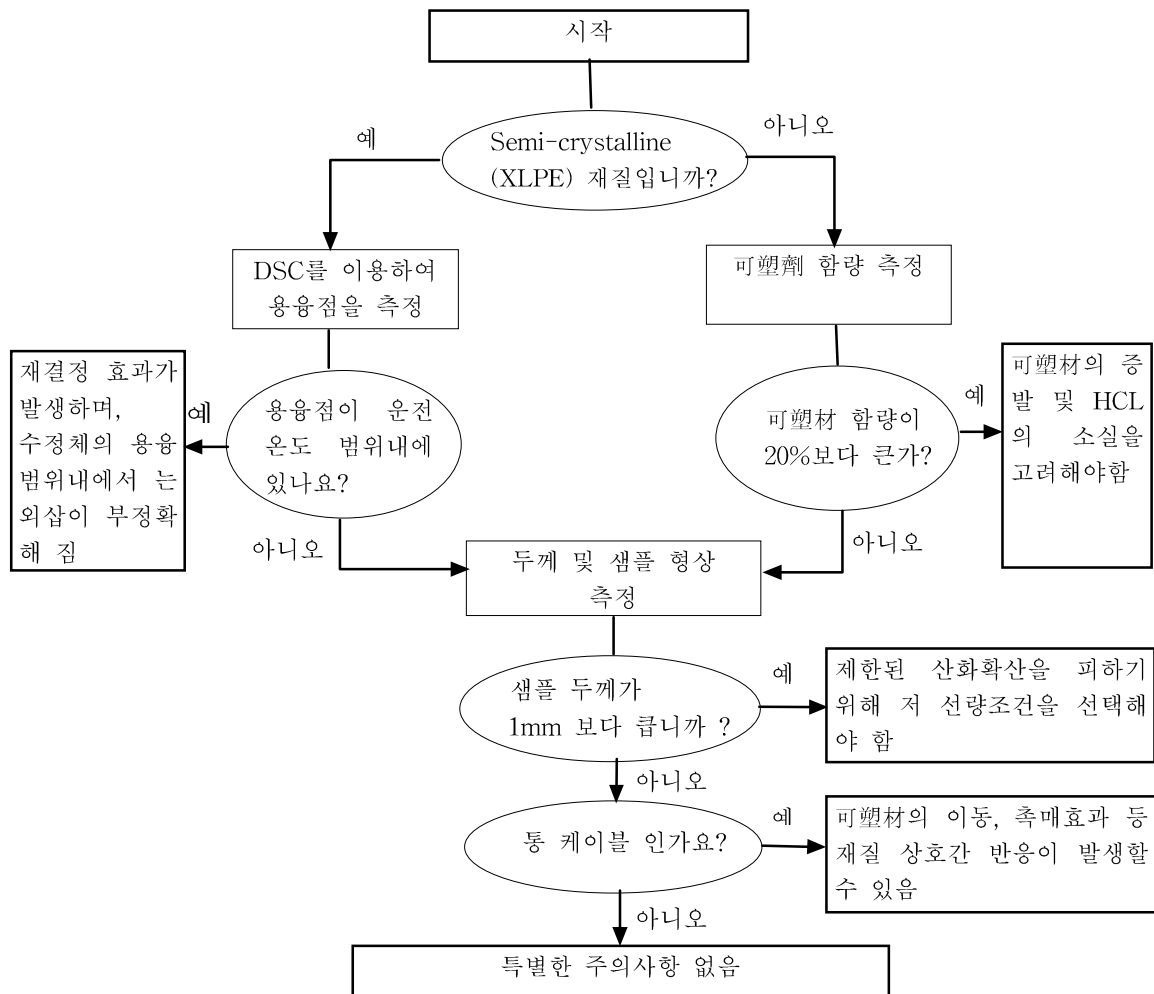 시작
예
아니오
Semi-crystalline
(XLPE) 재질입니까?
DSC를 이용하여
용융점을 측정
可塑劑 함량 측정
재결정 효과가
발생하며,
수정체의 용융
범위내에서 는
외삽이 부정확
해 짐
예
용융점이 운전
온도 범위내에
있나요?
可塑材 함량이
20%보다 큰가?
예
可塑材의 증
발 및 HCL
의 소실을
고려해야함
아니오
아니오
두께 및 샘플 형상
측정
샘플 두께가
1mm 보다 큽니까 ?
예
제한된 산화확산을 피하기
위해 저 선량조건을 선택해
야 함
아니오
통 케이블 인가요?
예
可塑材의 이동, 촉매효과 등
재질 상호간 반응이 발생할
수 있음
아니오
특별한 주의사항 없음